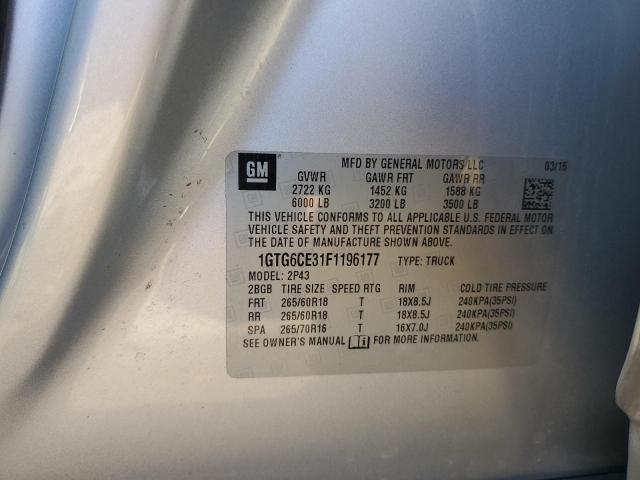 GM
MFD BY GENERAL MOTORS LLC 03/15
GVWR GAWR FRT GAWR RR
2722 KG 1452 KG 1588 KG
6000 LB 3200 LB 3500 LB
THIS VEHICLE CONFORMS TO ALL APPLICABLE U.S. FEDERAL MOTOR
VEHICLE SAFETY AND THEFT PREVENTION STANDARDS IN EFFECT ON
THE DATE OF MANUFACTURE SHOWN ABOVE.
1GTG6CE31F1196177 TYPE: TRUCK
MODEL: 2P43
2BGB TIRE SIZE SPEED RTG RIM COLD TIRE PRESSURE
FRT 265/60R18 T 18X8.5J 240KPA(35PSI)
RR 265/60R18 T 18X8.5J 240KPA(35PSI)
SPA 265/70R16 T 16X7.0J 240KPA(35PSI)
SEE OWNER'S MANUAL FOR MORE INFORMATION.